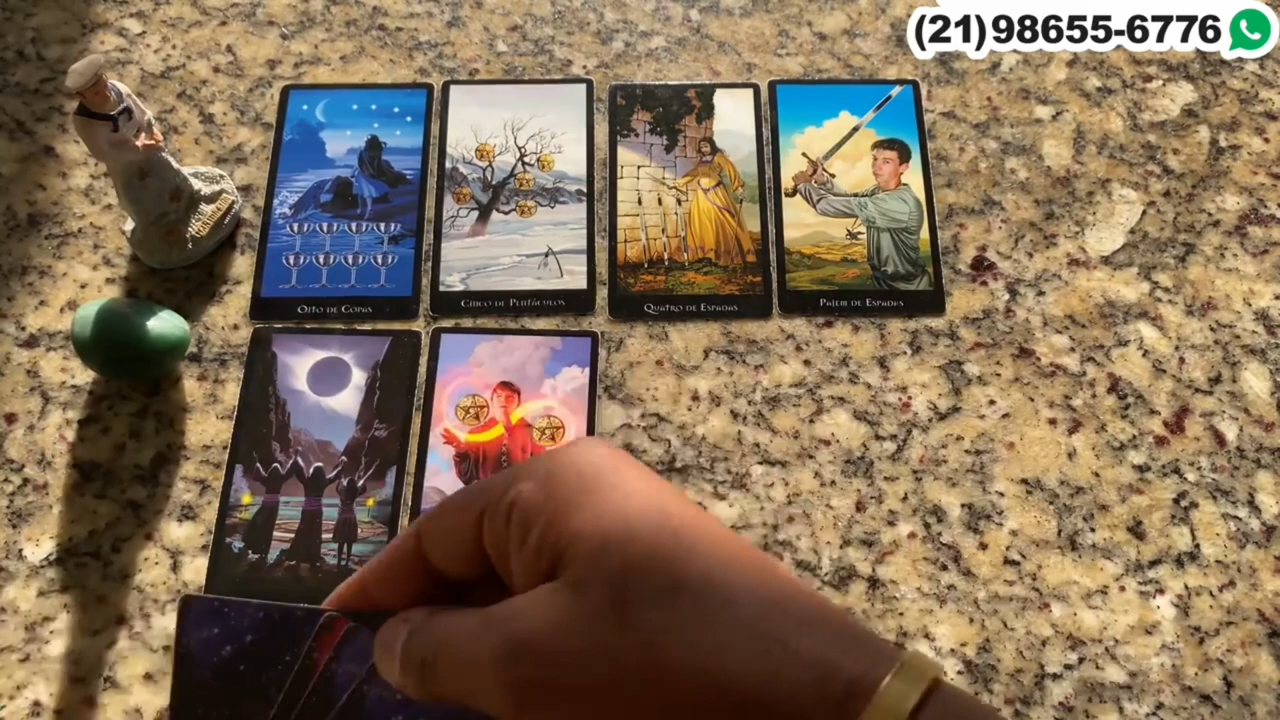 (21)98655-6776
OITO DE COPAS
CINCO DE PENTÁCULOS
QUATRO DE ESPADAS
PAJEM DE ESPADAS